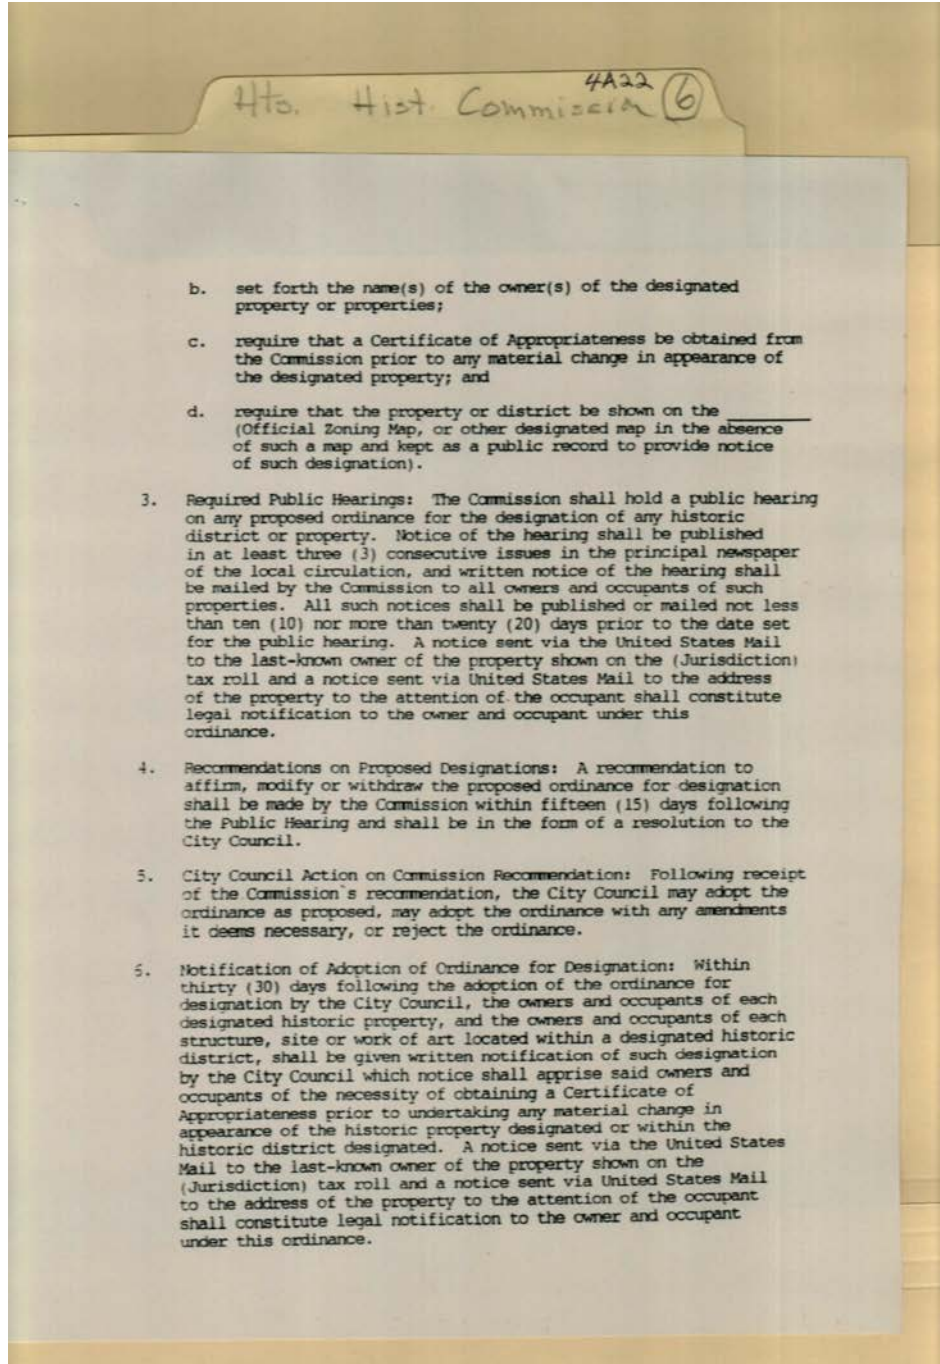 4A22
Hts. Hist. Commission 6
b. set forth the name(s) of the owner(s) of the designated
property or properties;
c. require that a Certificate of Appropriateness be obtained from
the Commission prior to any material change in appearance of
the designated property; and
d. require that the property or district be shown on the ________
(Official Zoning Map, or other designated map in the absence
of such a map and kept as a public record to provide notice
of such designation).
3. Required Public Hearings: The Commission shall hold a public hearing
on any proposed ordinance for the designation of any historic
district or property. Notice of the hearing shall be published
in at least three (3) consecutive issues in the principal newspaper
of the local circulation, and written notice of the hearing shall
be mailed by the Commission to all owners and occupants of such
properties. All such notices shall be published or mailed not less
than ten (10) nor more than twenty (20) days prior to the date set
for the public hearing. A notice sent via the United States Mail
to the last-known owner of the property shown on the (Jurisdiction)
tax roll and a notice sent via United States Mail to the address
of the property to the attention of the occupant shall constitute
legal notification to the owner and occupant under this
ordinance.
4. Recommendations on Proposed Designations: A recommendation to
affirm, modify or withdraw the proposed ordinance for designation
shall be made by the Commission within fifteen (15) days following
the Public Hearing and shall be in the form of a resolution to the
City Council.
5. City Council Action on Commission Recommendation: Following receipt
of the Commission's recommendation, the City Council may adopt the
ordinance as proposed, may adopt the ordinance with any amendments
it deems necessary, or reject the ordinance.
6. Notification of Adoption of Ordinance for Designation: Within
thirty (30) days following the adoption of the ordinance for
designation by the City Council, the owners and occupants of each
designated historic property, and the owners and occupants of each
structure, site or work of art located within a designated historic
district, shall be given written notification of such designation
by the City Council which notice shall apprise said owners and
occupants of the necessity of obtaining a Certificate of
Appropriateness prior to undertaking any material change in
appearance of the historic property designated or within the
historic district designated. A notice sent via the United States
Mail to the last-known owner of the property shown on the
(Jurisdiction) tax roll and a notice sent via United States Mail
to the address of the property to the attention of the occupant
shall constitute legal notification to the owner and occupant
under this ordinance.